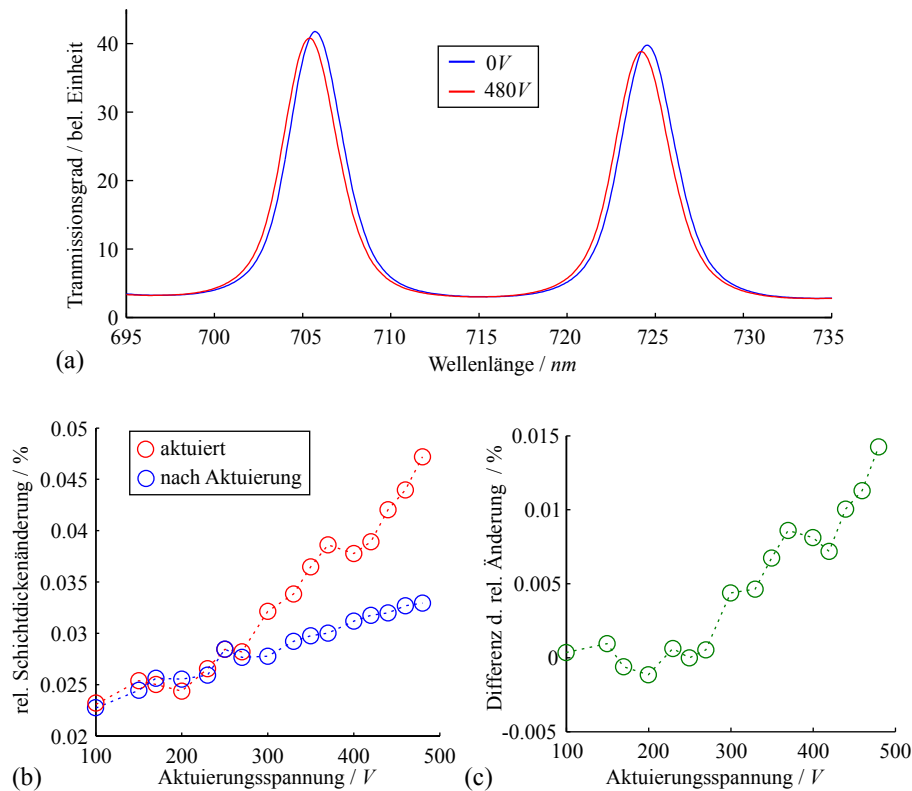 40
30
20
10
0
Tranmissionsgrad / bel. Einheit
0V
480V
695 700 705 710 715 720 725 730 735
Wellenlänge / nm
(a)
0.05
0.045
0.04
0.035
0.03
0.025
0.02
rel. Schichtdickenänderung / %
aktuiert
nach Aktuierung
100 200 300 400 500
Aktuierungsspannung / V
(b)
0.015
0.01
0.005
0
-0.005
Differenz d. rel. Änderung / %
100 200 300 400 500
Aktuierungsspannung / V
(c)